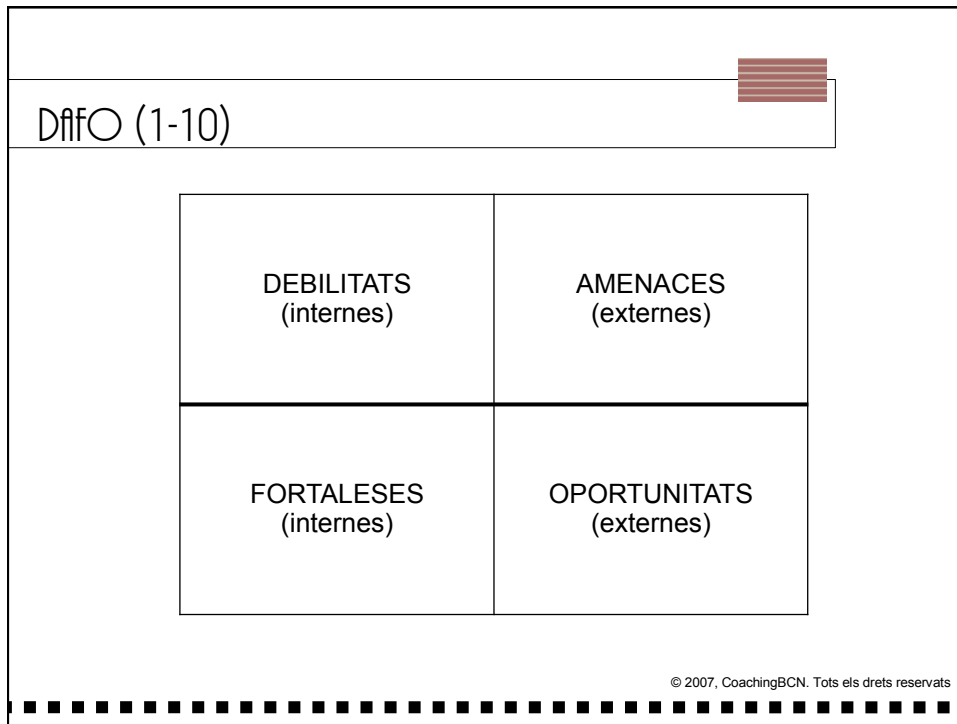 DAFO (1-10)
DEBILITATS
(internes)
AMENACES
(externes)
FORTALESES
(internes)
OPORTUNITATS
(externes)
© 2007, CoachingBCN. Tots els drets reservats